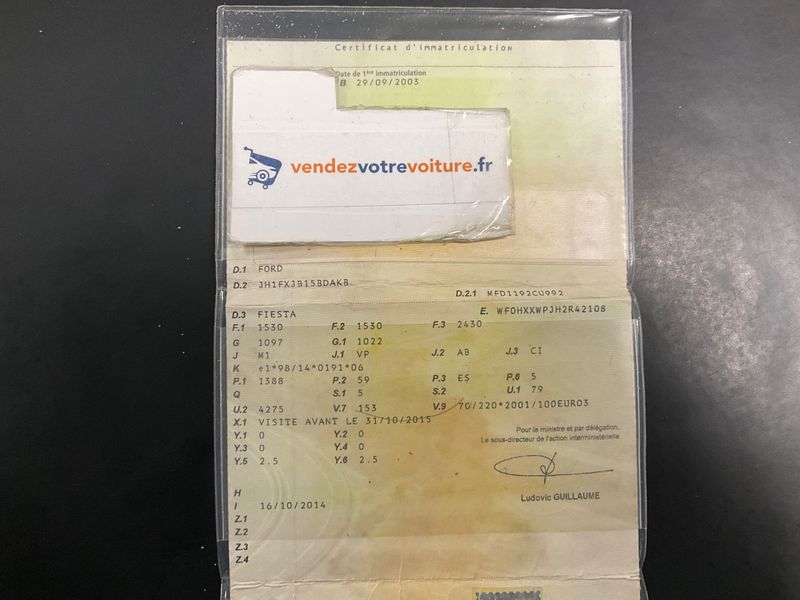 Certificat d'immatriculation
Date de 1ère immatriculation
B 29/09/2003
vendezvotrevoiture.fr
D.1 FORD
D.2 JH1FXJB15BDAKB
D.2.1 MFD1192CU992
D.3 FIESTA
E. WF0HXXWPJH2R42108
F.1 1530 F.2 1530 F.3 2430
G 1097 G.1 1022
J M1 J.1 VP J.2 AB J.3 CI
K e1*98/14*0191*06
P.1 1388 P.2 59 P.3 ES P.6 5
Q S.1 5 S.2 U.1 79
U.2 4275 V.7 153 V.9 70/220*2001/100EURO3
X.1 VISITE AVANT LE 31/10/2015
Y.1 0 Y.2 0
Y.3 0 Y.4 0
Y.5 2.5 Y.6 2.5
Pour le ministre et par délégation,
Le sous-directeur de l'action interministérielle
Ludovic GUILLAUME
H
I 16/10/2014
Z.1
Z.2
Z.3
Z.4